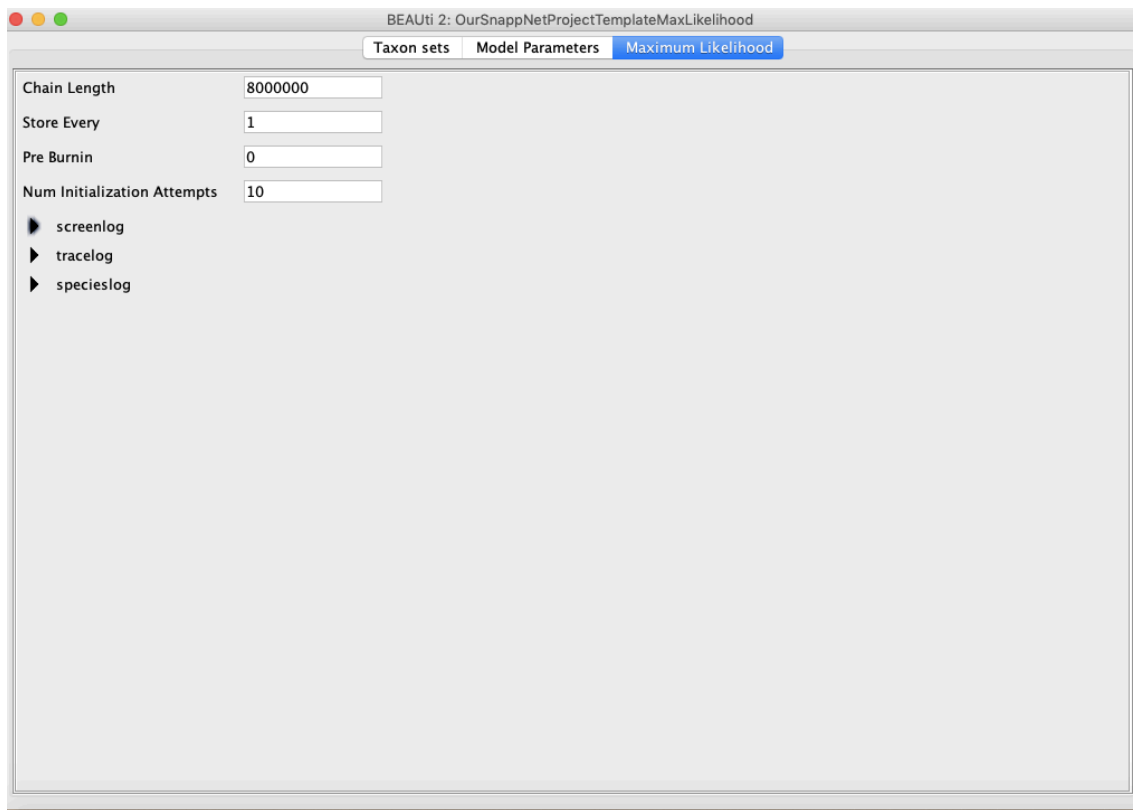 BEAUti 2: OurSnappNetProjectTemplateMaxLikelihood
Taxon sets Model Parameters Maximum Likelihood
Chain Length 8000000
Store Every 1
Pre Burnin 0
Num Initialization Attempts 10
screenlog
tracelog
specieslog